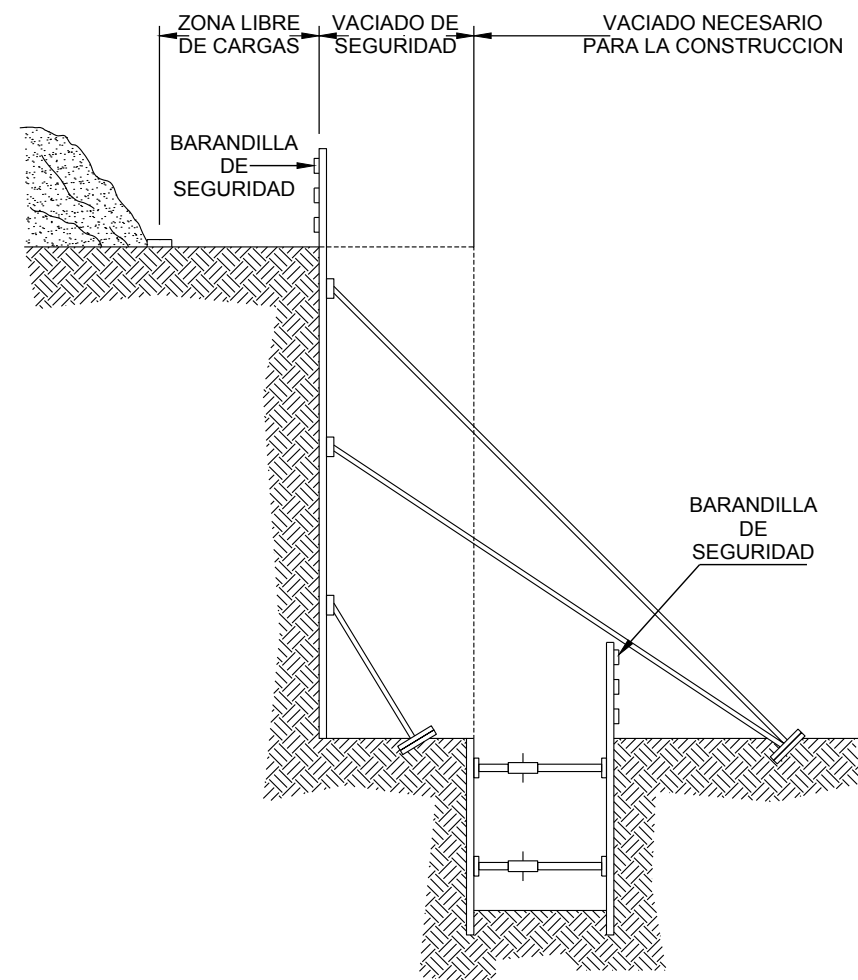 ZONA LIBRE
DE CARGAS
VACIADO DE
SEGURIDAD
VACIADO NECESARIO
PARA LA CONSTRUCCION
BARANDILLA
DE
SEGURIDAD
BARANDILLA
DE
SEGURIDAD